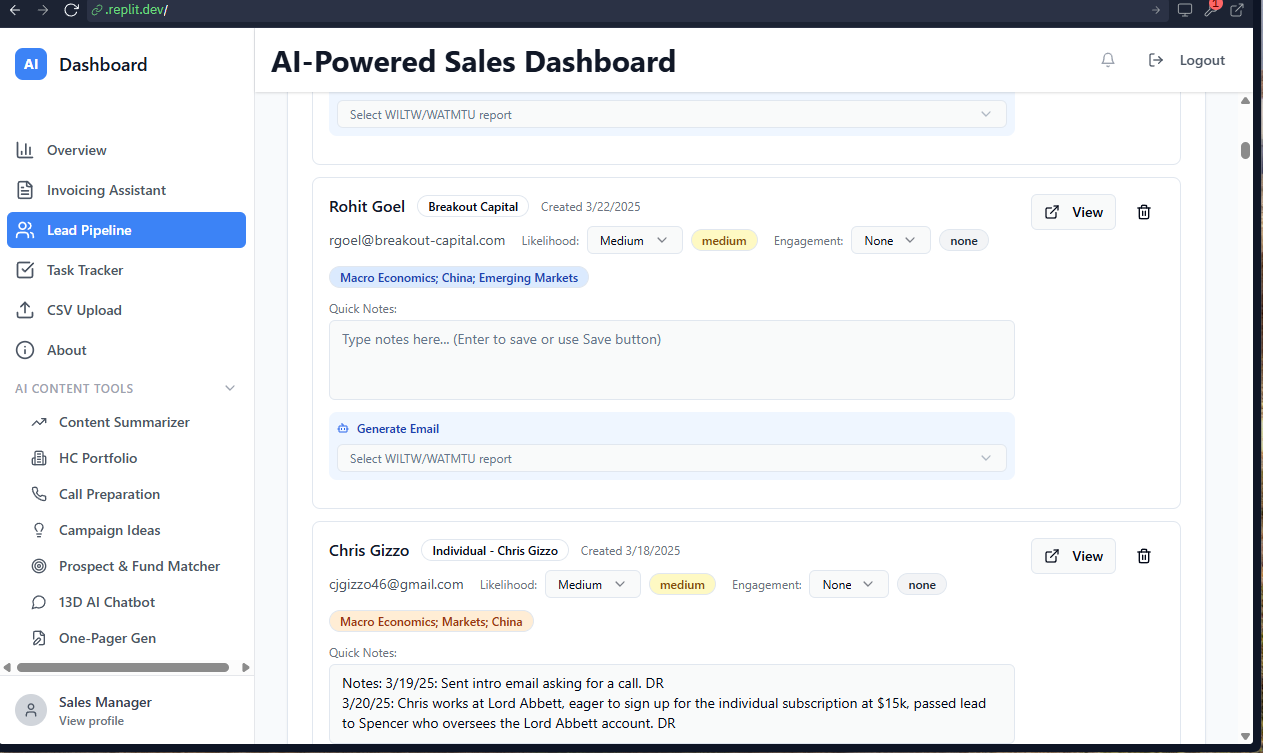 .replit.dev/
1
AI Dashboard
AI-Powered Sales Dashboard
Logout
Overview
Invoicing Assistant
Lead Pipeline
Task Tracker
CSV Upload
About
AI CONTENT TOOLS
Content Summarizer
HC Portfolio
Call Preparation
Campaign Ideas
Prospect & Fund Matcher
13D AI Chatbot
One-Pager Gen
Sales Manager
View profile
Select WILTW/WATMTU report
Rohit Goel Breakout Capital Created 3/22/2025 View
rgoel@breakout-capital.com Likelihood: Medium medium Engagement: None none
Macro Economics; China; Emerging Markets
Quick Notes:
Type notes here... (Enter to save or use Save button)
Generate Email
Select WILTW/WATMTU report
Chris Gizzo Individual - Chris Gizzo Created 3/18/2025 View
cjgizzo46@gmail.com Likelihood: Medium medium Engagement: None none
Macro Economics; Markets; China
Quick Notes:
Notes: 3/19/25: Sent intro email asking for a call. DR
3/20/25: Chris works at Lord Abbett, eager to sign up for the individual subscription at $15k, passed lead
to Spencer who oversees the Lord Abbett account. DR